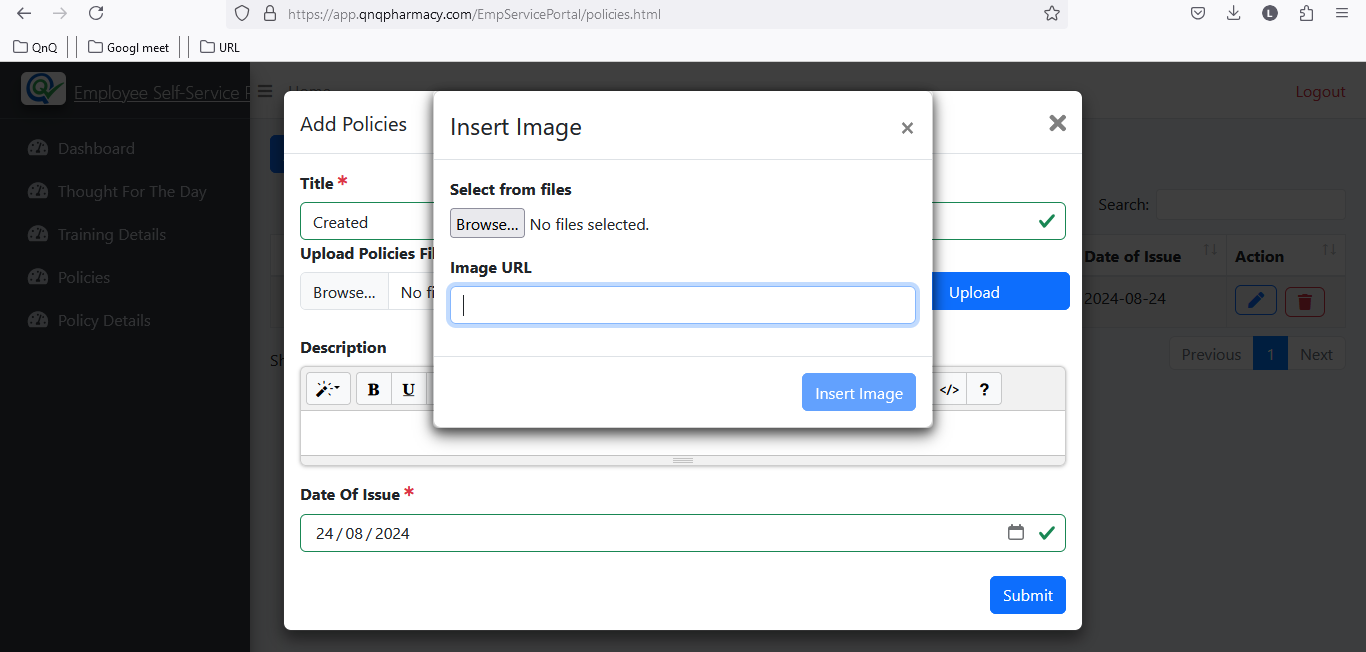 https://app.qnqpharmacy.com/EmpServicePortal/policies.html
L
QnQ
Googl meet
URL
Employee Self-Service
Home
Logout
Dashboard
Thought For The Day
Training Details
Policies
Policy Details
Add Policies
Title *
Created
Upload Policies Fil
Browse... No fi
Upload
Description
B U </> ?
Date Of Issue *
24/08/2024
Submit
Insert Image
×
Select from files
Browse... No files selected.
Image URL
Insert Image
Search:
Date of Issue Action
2024-08-24
Previous 1 Next
Sh